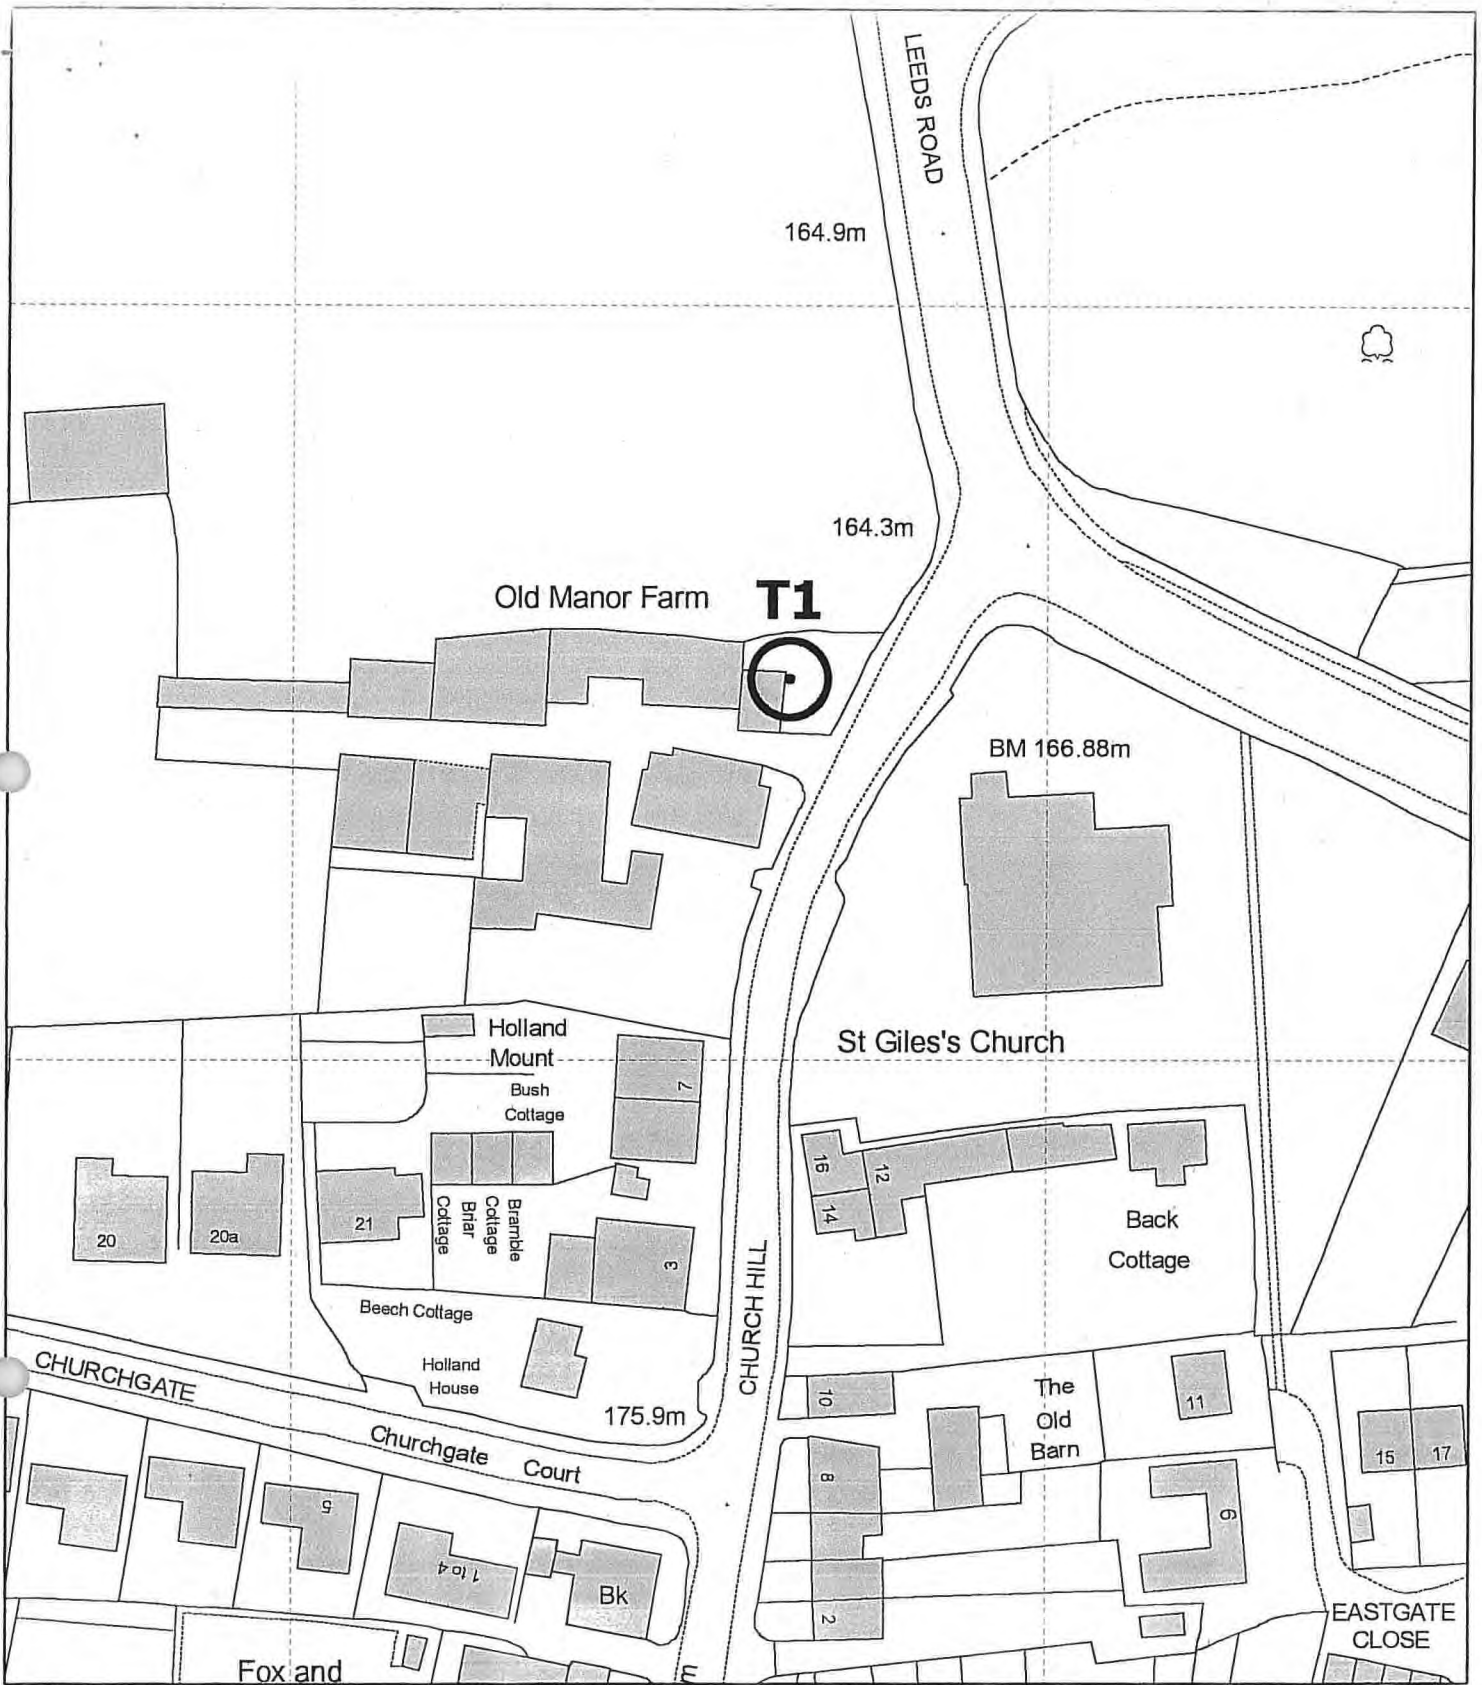 LEEDS ROAD
164.9m
164.3m
Old Manor Farm
T1
BM 166.88m
Holland
Mount
St Giles's Church
Bush
Cottage
7
16
12
14
Back
Cottage
20
20a
21
Cottage
Briar
Cottage
Bramble
3
CHURCH HILL
Beech Cottage
Holland
House
CHURCHGATE
175.9m
10
The
Old
Barn
11
Churchgate Court
8
15
17
5
6
1 to 4
Bk
2
EASTGATE
CLOSE
Fox and
m